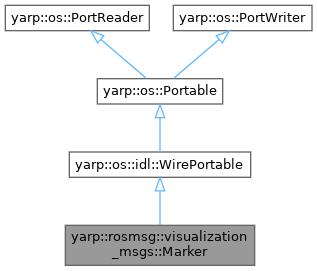 yarp::os::PortReader
yarp::os::PortWriter
yarp::os::Portable
yarp::os::idl::WirePortable
yarp::rosmsg::visualization
_msgs::Marker